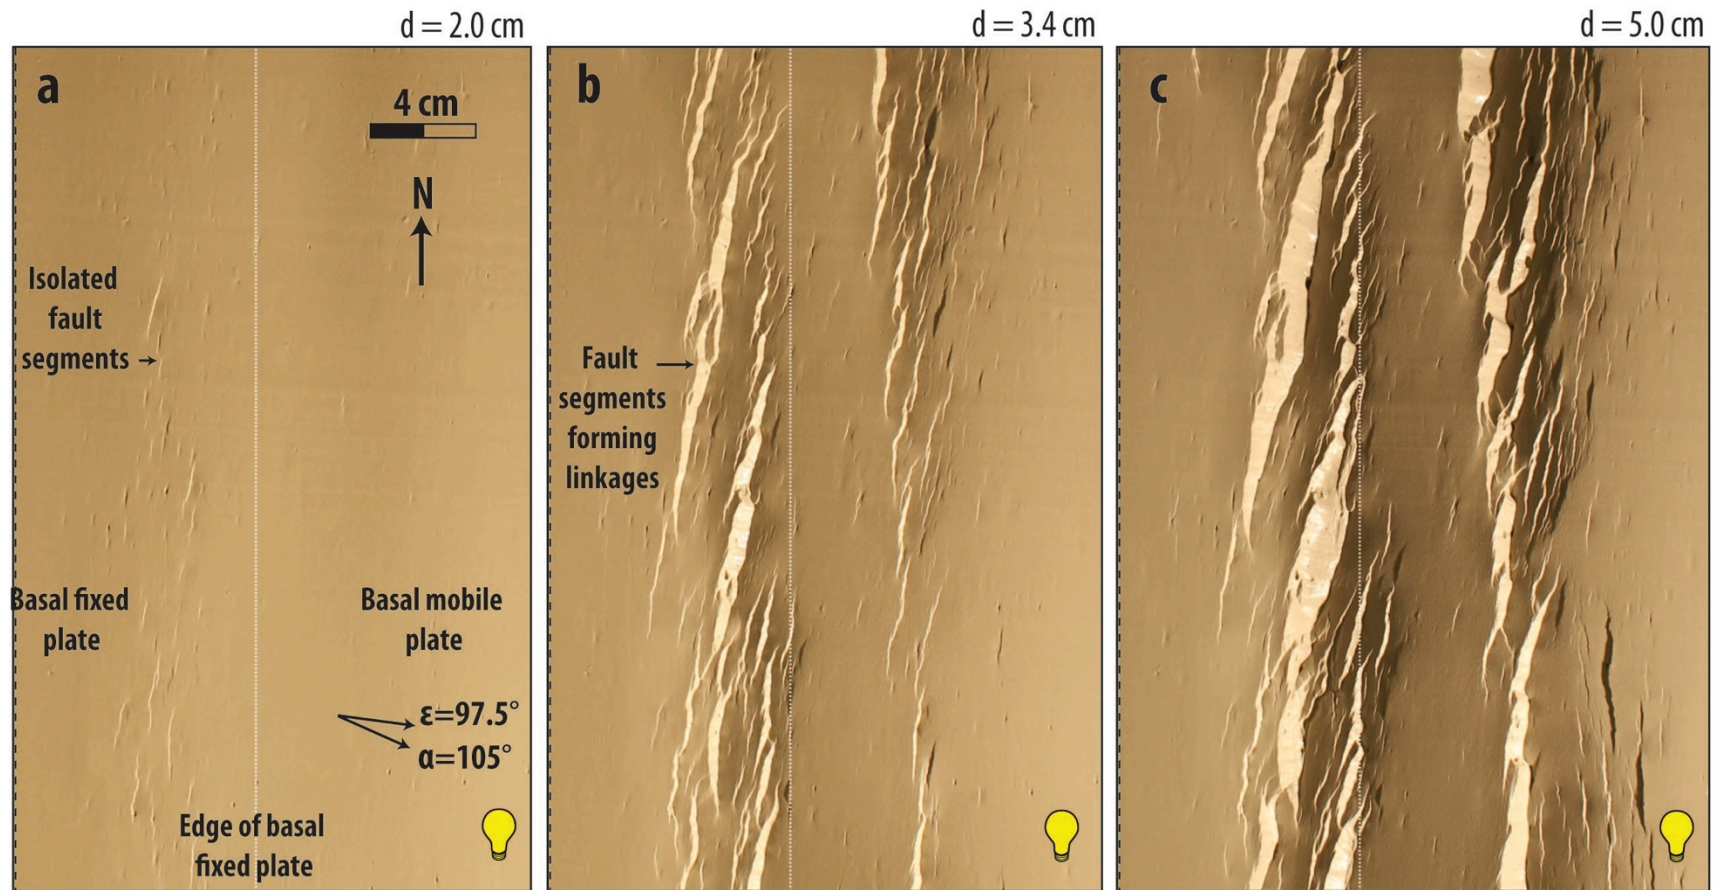 d = 2.0 cm
d = 3.4 cm
d = 5.0 cm
a
b
c
4 cm
N
Isolated
fault
segments
Fault
segments
forming
linkages
Basal fixed
plate
Basal mobile
plate
ε=97.5°
α=105°
Edge of basal
fixed plate